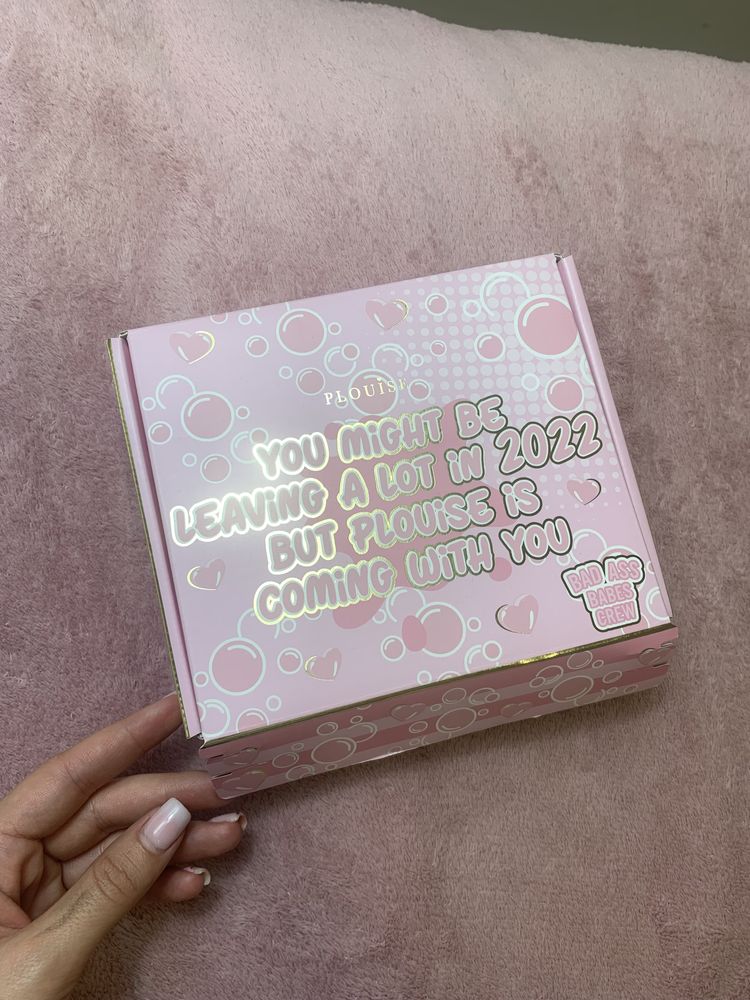 PLOUISE
YOU MiGHT BE
LEAViNG A LOT iN 2022
BUT PLOUiSE iS
COMiNG WiTH YOU
BAD ASS
BABES
CREW